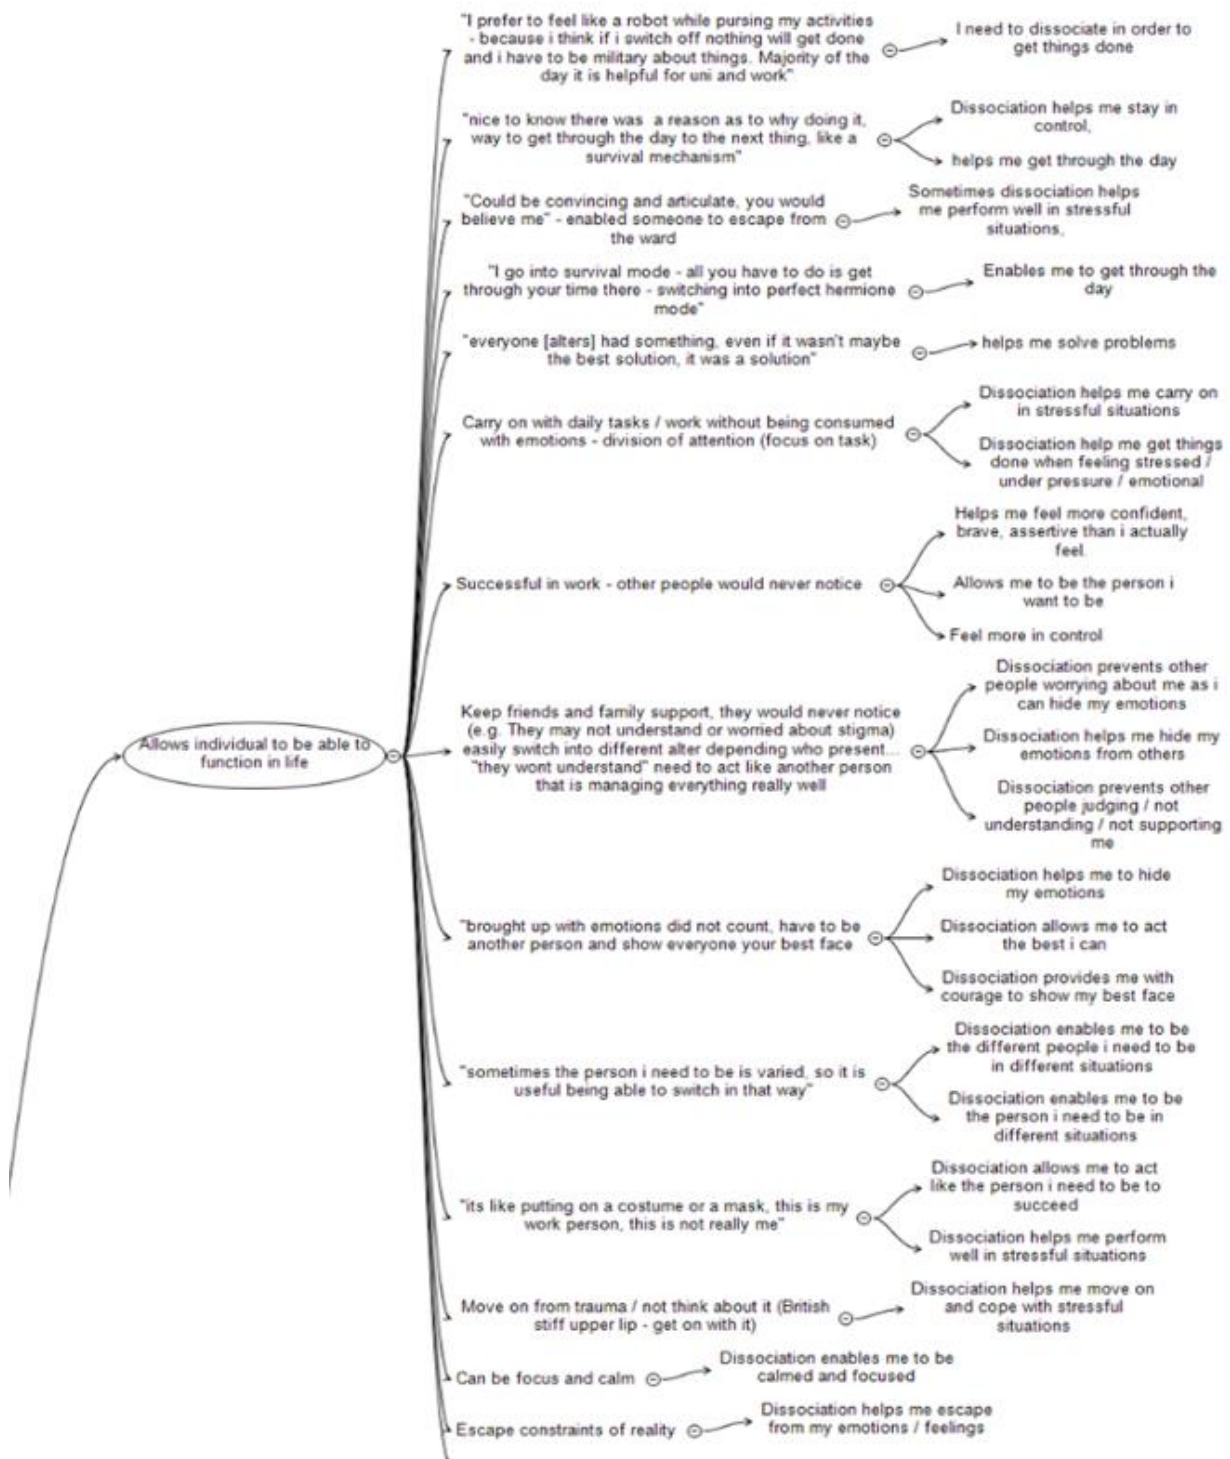 "I prefer to feel like a robot while pursing my activities
- because i think if i switch off nothing will get done
and i have to be military about things. Majority of the
day it is helpful for uni and work"
I need to dissociate in order to
get things done
"nice to know there was a reason as to why doing it,
way to get through the day to the next thing, like a
survival mechanism"
Dissociation helps me stay in
control,
helps me get through the day
"Could be convincing and articulate, you would
believe me" - enabled someone to escape from
the ward
Sometimes dissociation helps
me perform well in stressful
situations,
"I go into survival mode - all you have to do is get
through your time there - switching into perfect hermione
mode"
Enables me to get through the
day
"everyone [alters] had something, even if it wasn't maybe
the best solution, it was a solution"
helps me solve problems
Carry on with daily tasks / work without being consumed
with emotions - division of attention (focus on task)
Dissociation helps me carry on
in stressful situations
Dissociation help me get things
done when feeling stressed /
under pressure / emotional
Successful in work - other people would never notice
Helps me feel more confident,
brave, assertive than i actually
feel.
Allows me to be the person i
want to be
Feel more in control
Allows individual to be able to
function in life
Keep friends and family support, they would never notice
(e.g. They may not understand or worried about stigma)
easily switch into different alter depending who present...
"they wont understand" need to act like another person
that is managing everything really well
Dissociation prevents other
people worrying about me as i
can hide my emotions
Dissociation helps me hide my
emotions from others
Dissociation prevents other
people judging / not
understanding / not supporting
me
"brought up with emotions did not count, have to be
another person and show everyone your best face
Dissociation helps me to hide
my emotions
Dissociation allows me to act
the best i can
Dissociation provides me with
courage to show my best face
"sometimes the person i need to be is varied, so it is
useful being able to switch in that way"
Dissociation enables me to be
the different people i need to be
in different situations
Dissociation enables me to be
the person i need to be in
different situations
"its like putting on a costume or a mask, this is my
work person, this is not really me"
Dissociation allows me to act
like the person i need to be to
succeed
Dissociation helps me perform
well in stressful situations
Move on from trauma / not think about it (British
stiff upper lip - get on with it)
Dissociation helps me move on
and cope with stressful
situations
Can be focus and calm
Dissociation enables me to be
calmed and focused
Escape constraints of reality
Dissociation helps me escape
from my emotions / feelings